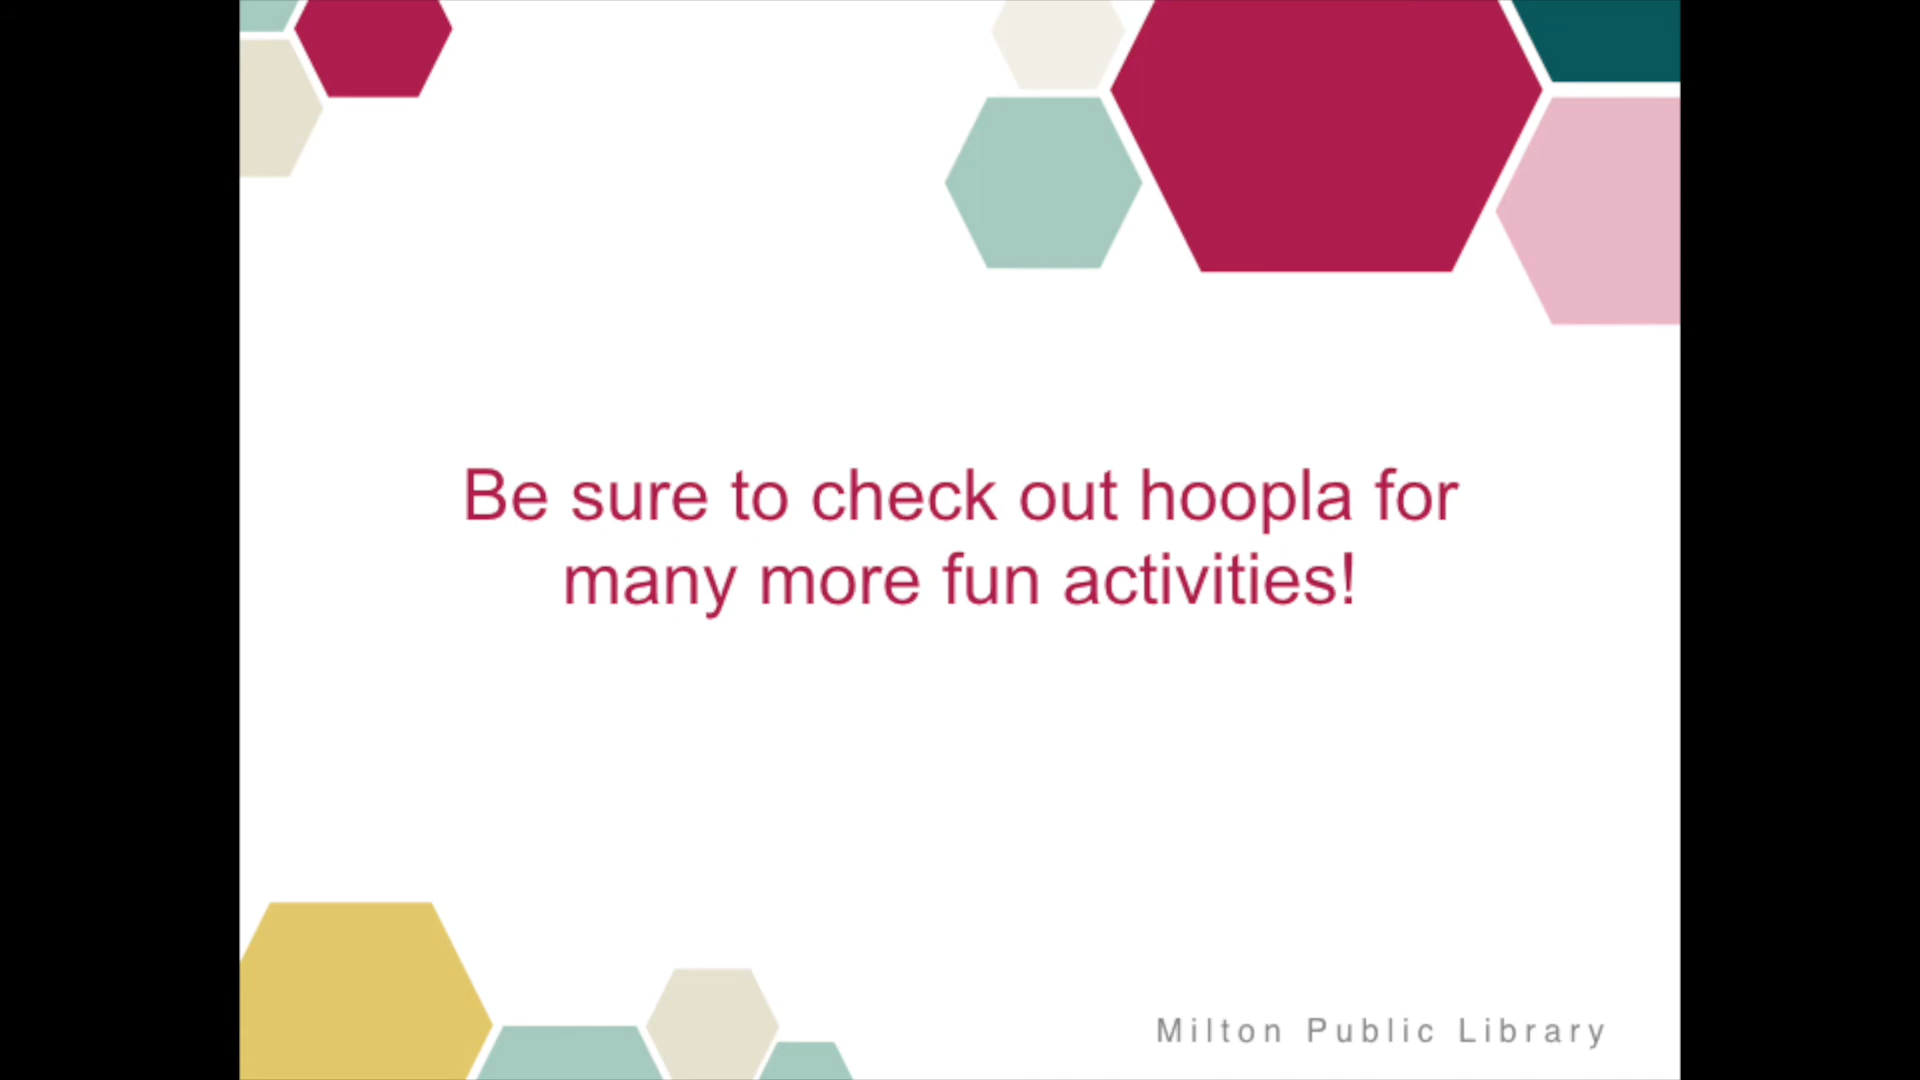 Be sure to check out hoopla for
many more fun activities!
Milton Public Library